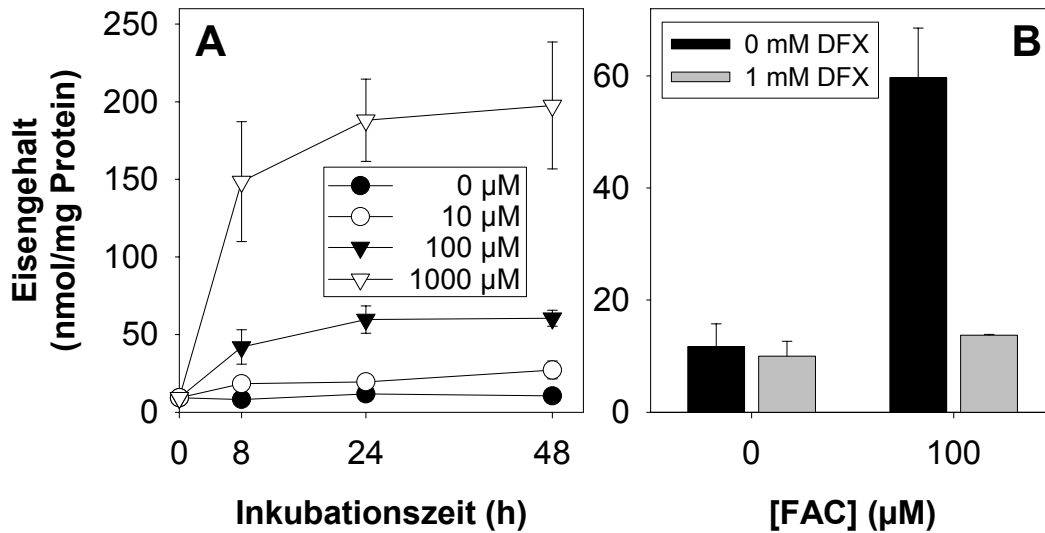 Eisengehalt
(nmol/mg Protein)
A
250
200
150
100
50
0
0 µM
10 µM
100 µM
1000 µM
0 8 24 48
Inkubationszeit (h)
B
0 mM DFX
1 mM DFX
60
40
20
0
0 100
[FAC] (µM)